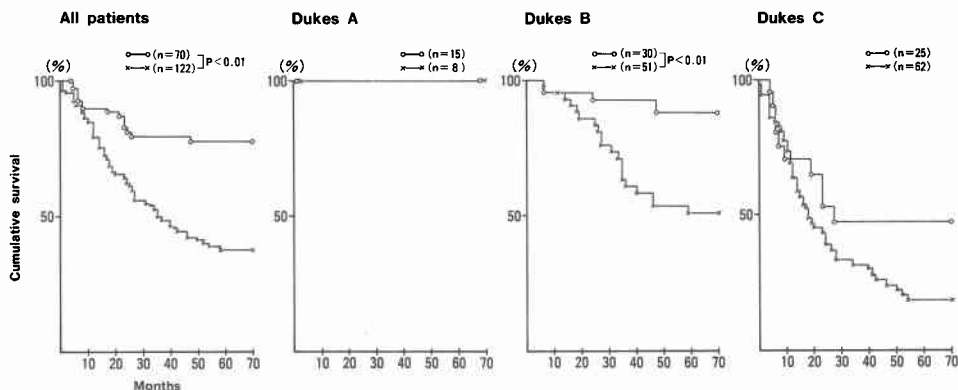 All patients
(n=70)
(n=122)
P<0.01
(%)
100
50
Cumulative survival
10 20 30 40 50 60 70
Months
Dukes A
(n=15)
(n=8)
(%)
100
50
10 20 30 40 50 60 70
Dukes B
(n=30)
(n=51)
P<0.01
(%)
100
50
10 20 30 40 50 60 70
Dukes C
(n=25)
(n=62)
(%)
100
50
10 20 30 40 50 60 70